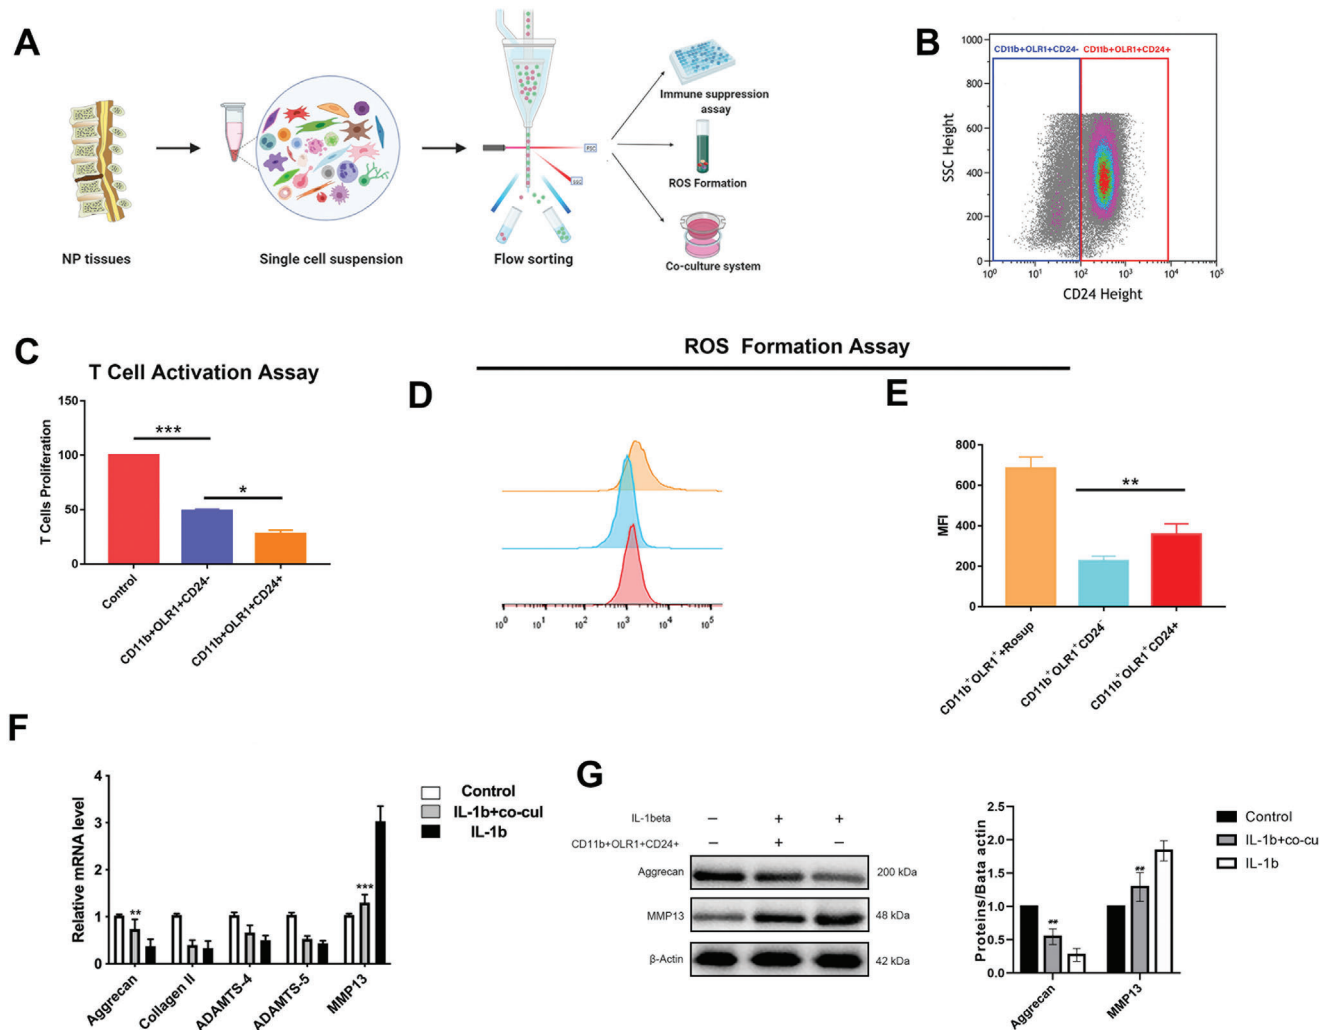 A
NP tissues
Single cell suspension
Flow sorting
FSC
SSC
Immune suppression
assay
ROS Formation
Co-culture system
B
CD11b+OLR1+CD24-
CD11b+OLR1+CD24+
1000
800
600
400
200
0
SSC Height
10⁰ 10¹ 10² 10³ 10⁴ 10⁵
CD24 Height
C
T Cell Activation Assay
150
100
50
0
T Cells Proliferation
***
*
Control
CD11b+OLR1+CD24-
CD11b+OLR1+CD24+
ROS Formation Assay
D
10⁰ 10¹ 10² 10³ 10⁴ 10⁵
E
800
600
400
200
0
MFI
**
CD11b⁺OLR1⁺+Rosup
CD11b⁺OLR1⁺CD24⁻
CD11b⁺OLR1⁺CD24+
F
4
3
2
1
0
Relative mRNA level
**
***
Aggrecan
Collagen II
ADAMTS-4
ADAMTS-5
MMP13
Control
IL-1b+co-cul
IL-1b
G
IL-1beta − + +
CD11b+OLR1+CD24+ − + −
Aggrecan 200 kDa
MMP13 48 kDa
β-Actin 42 kDa
2.5
2.0
1.5
1.0
0.5
0.0
Proteins/Bata actin
##
##
Aggrecan
MMP13
Control
IL-1b+co-cu
IL-1b